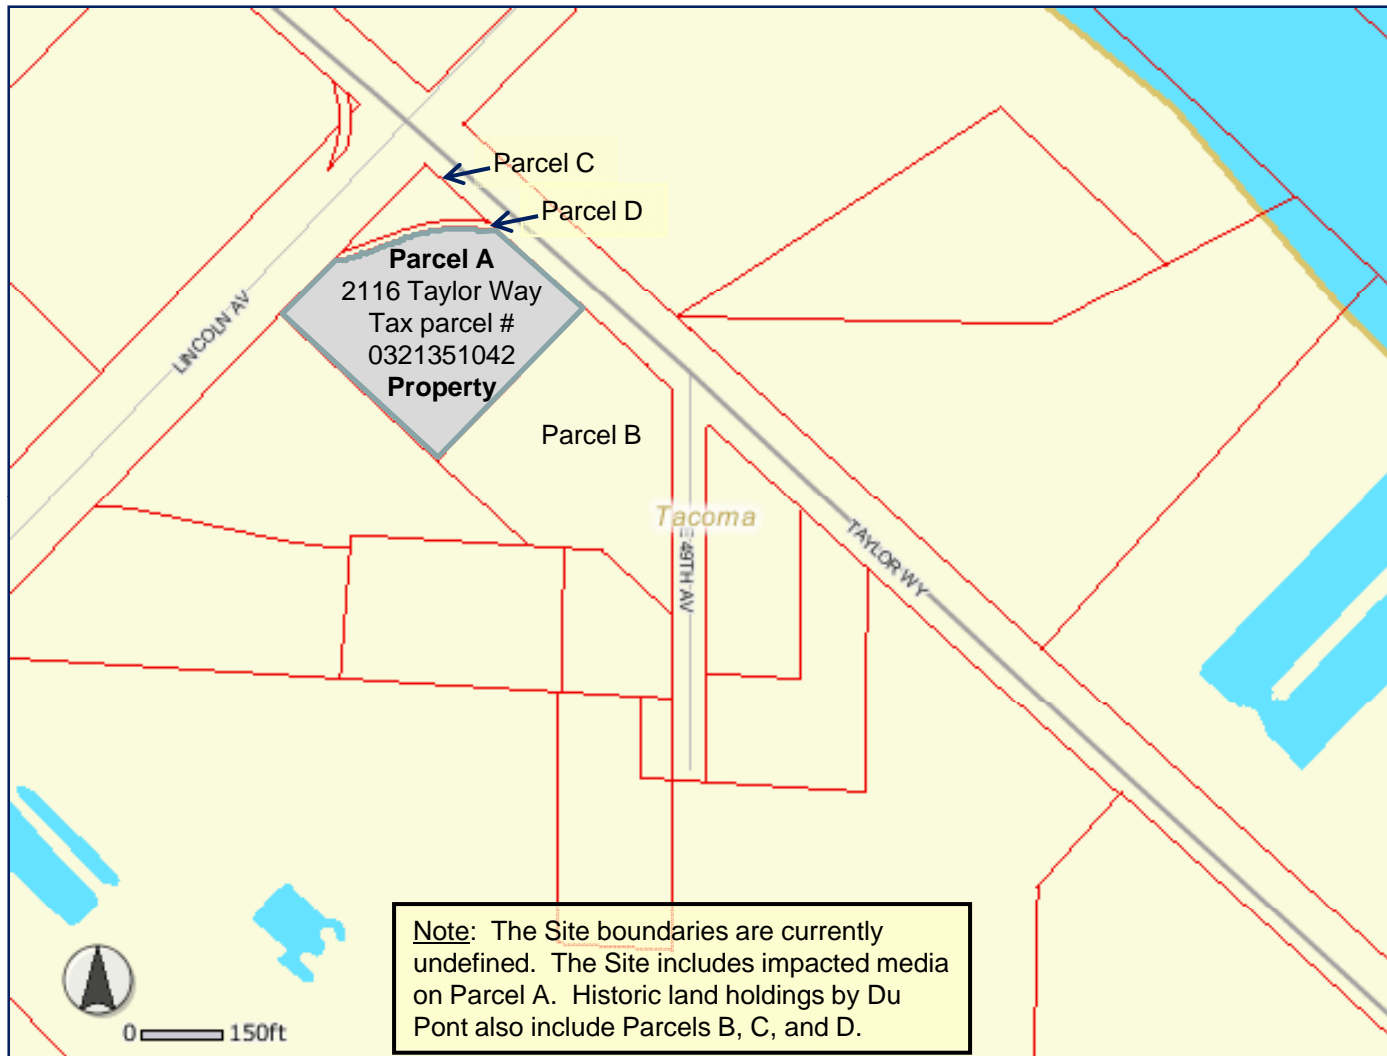 Parcel C
Parcel D
Parcel A
2116 Taylor Way
Tax parcel #
0321351042
Property
LINCOLN AV
Parcel B
Tacoma
E 49TH AV
TAYLOR WY
Note: The Site boundaries are currently
undefined. The Site includes impacted media
on Parcel A. Historic land holdings by Du
Pont also include Parcels B, C, and D.
0 150ft